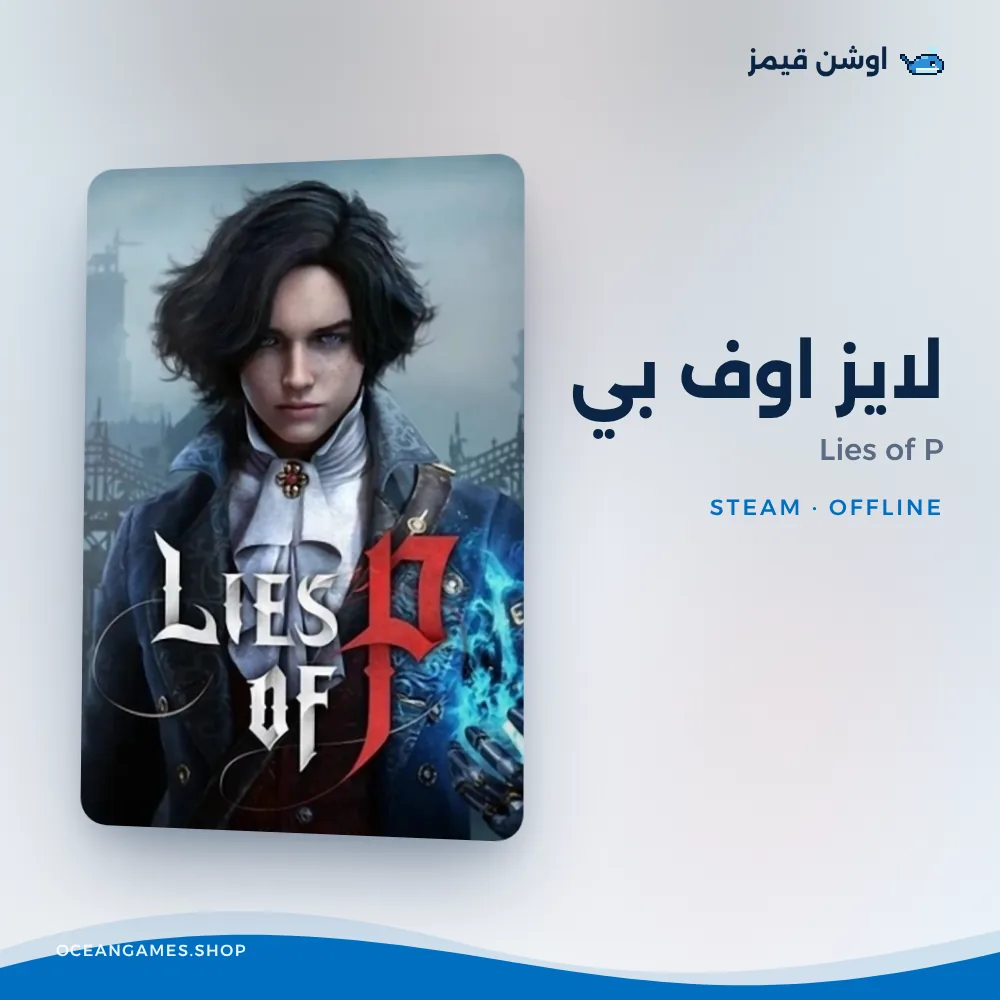 اوشن قيمز
لايز اوف بي
Lies of P
STEAM · OFFLINE
LIES
OF P
OCEANGAMES.SHOP